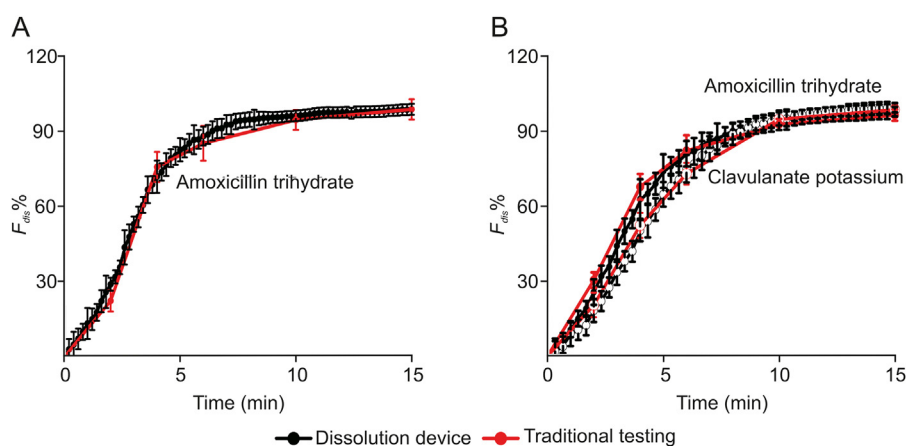 A
120
90
60
30
F_dis%
Amoxicillin trihydrate
0 5 10 15
Time (min)
B
120
90
60
30
F_dis%
Amoxicillin trihydrate
Clavulanate potassium
0 5 10 15
Time (min)
Dissolution device Traditional testing